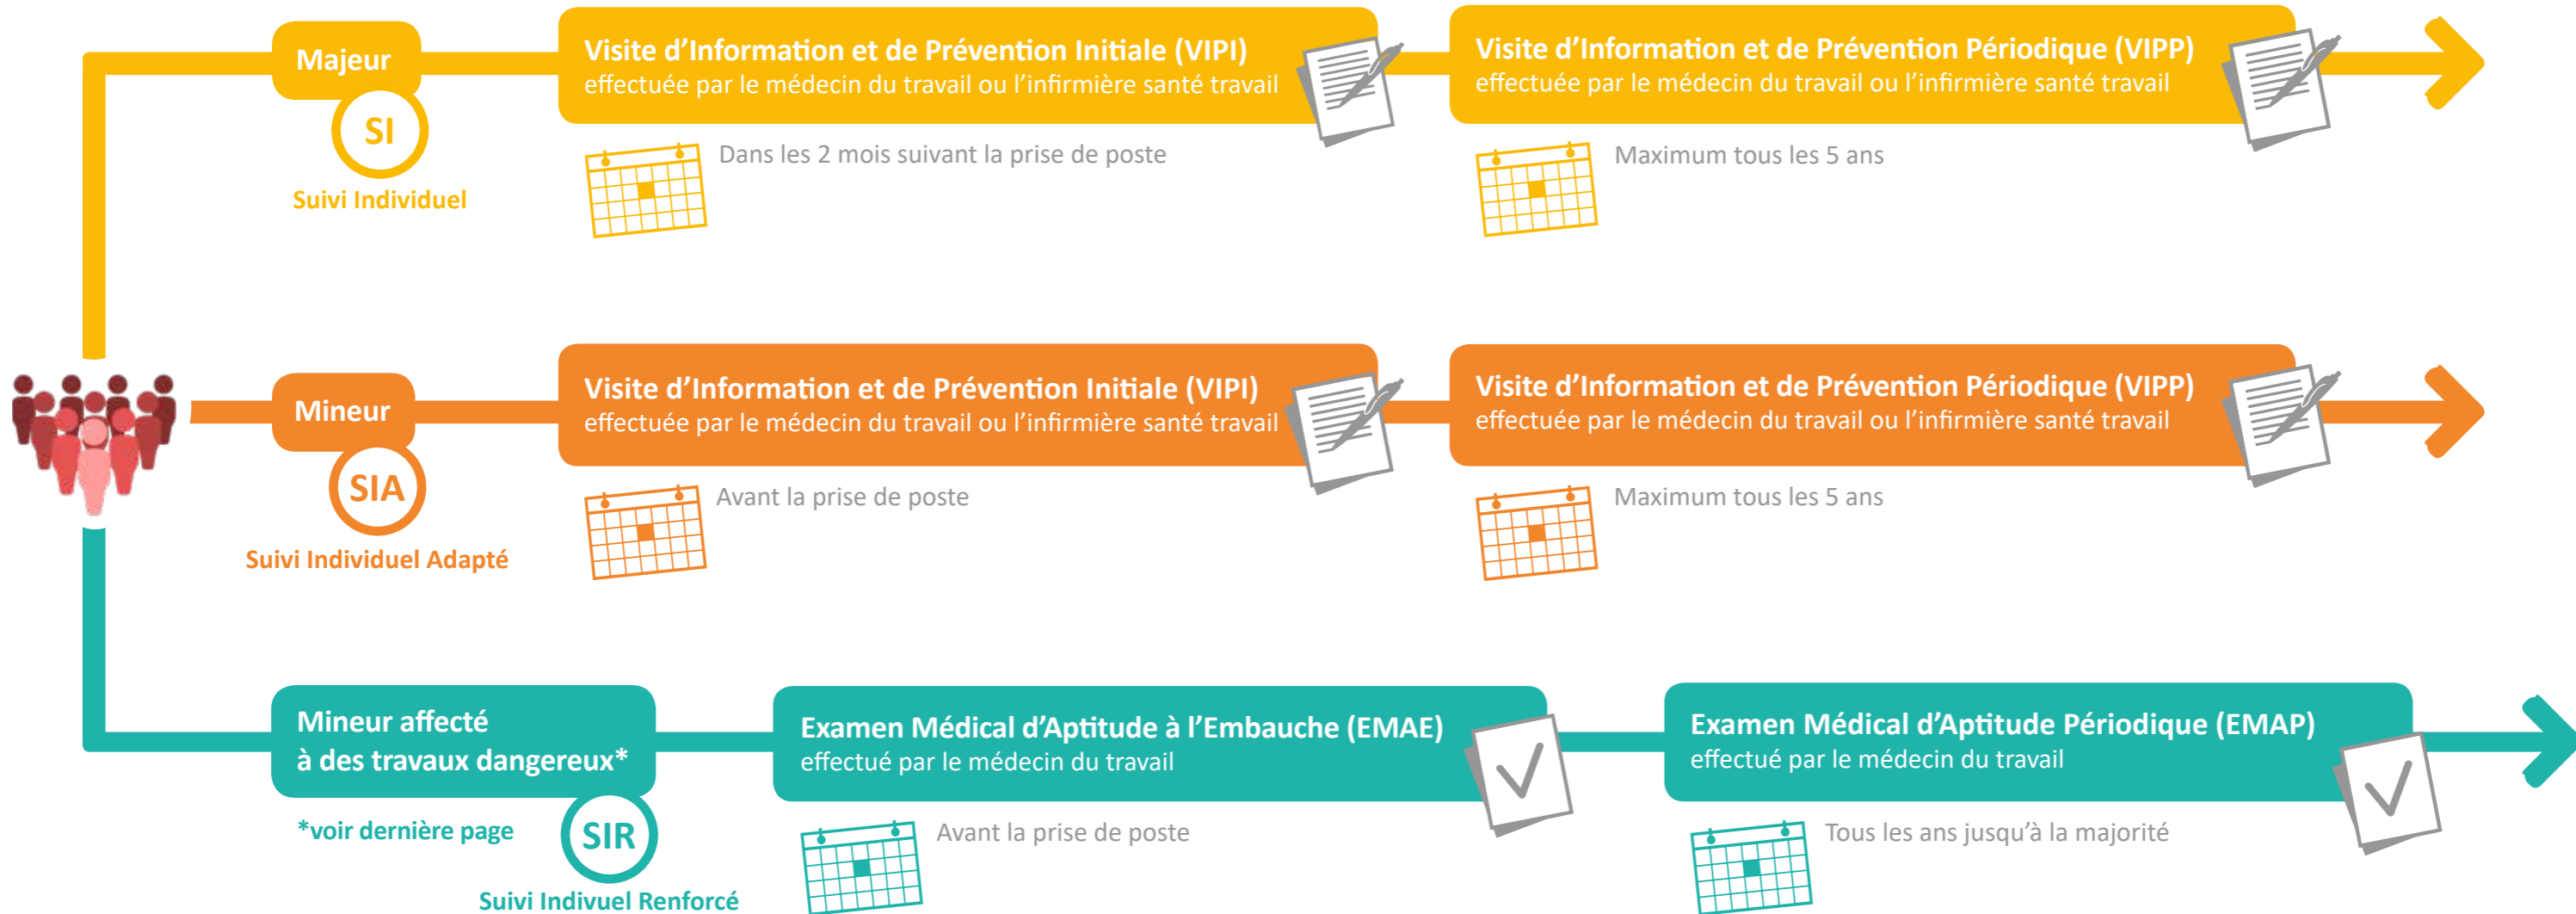 Majeur
SI
Suivi Individuel
Visite d’Information et de Prévention Initiale (VIPI)
effectuée par le médecin du travail ou l’infirmière santé travail
Dans les 2 mois suivant la prise de poste
Visite d’Information et de Prévention Périodique (VIPP)
effectuée par le médecin du travail ou l’infirmière santé travail
Maximum tous les 5 ans
Mineur
SIA
Suivi Individuel Adapté
Visite d’Information et de Prévention Initiale (VIPI)
effectuée par le médecin du travail ou l’infirmière santé travail
Avant la prise de poste
Visite d’Information et de Prévention Périodique (VIPP)
effectuée par le médecin du travail ou l’infirmière santé travail
Maximum tous les 5 ans
Mineur affecté
à des travaux dangereux*
*voir dernière page
SIR
Suivi Indivuel Renforcé
Examen Médical d’Aptitude à l’Embauche (EMAE)
effectué par le médecin du travail
Avant la prise de poste
Examen Médical d’Aptitude Périodique (EMAP)
effectué par le médecin du travail
Tous les ans jusqu’à la majorité